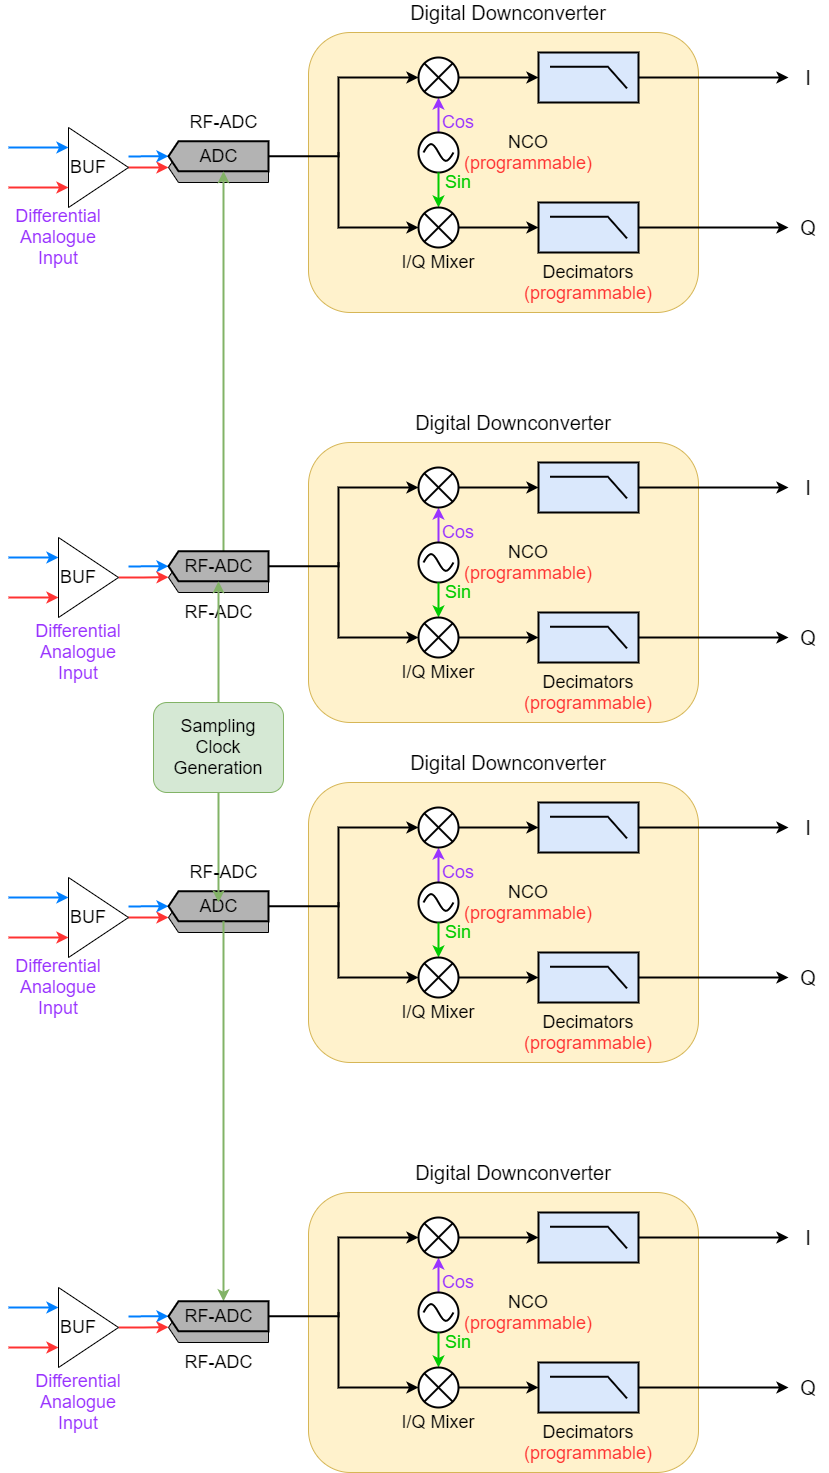 Digital Downconverter
I
RF-ADC
Cos
NCO
(programmable)
ADC
BUF
Sin
Differential
Analogue
Input
Q
I/Q Mixer
Decimators
(programmable)
Digital Downconverter
I
Cos
NCO
(programmable)
RF-ADC
BUF
Sin
RF-ADC
Differential
Analogue
Input
Q
I/Q Mixer
Decimators
(programmable)
Sampling
Clock
Generation
Digital Downconverter
I
RF-ADC
Cos
NCO
(programmable)
ADC
BUF
Sin
Differential
Analogue
Input
Q
I/Q Mixer
Decimators
(programmable)
Digital Downconverter
I
Cos
NCO
(programmable)
RF-ADC
BUF
Sin
RF-ADC
Differential
Analogue
Input
Q
I/Q Mixer
Decimators
(programmable)